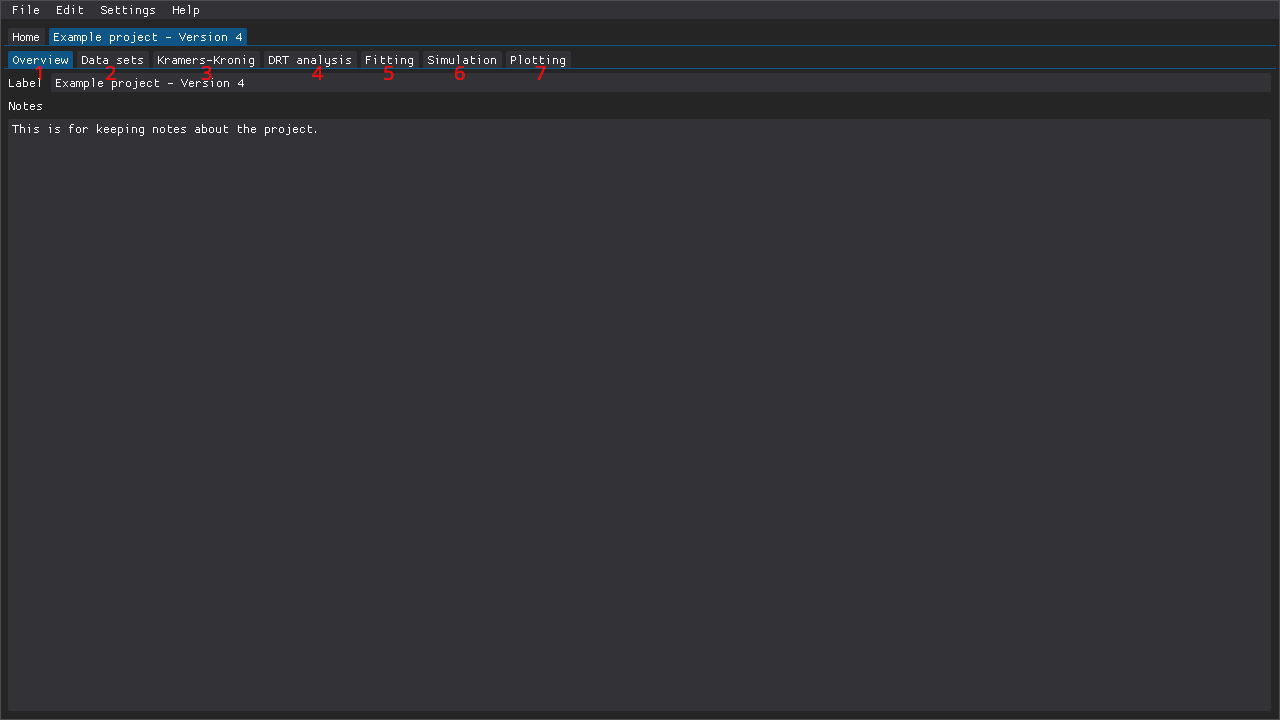 File Edit Settings Help
Home Example project - Version 4
Overview Data sets Kramers-Kronig DRT analysis Fitting Simulation Plotting
1 2 3 4 5 6 7
Label Example project - Version 4
Notes
This is for keeping notes about the project.